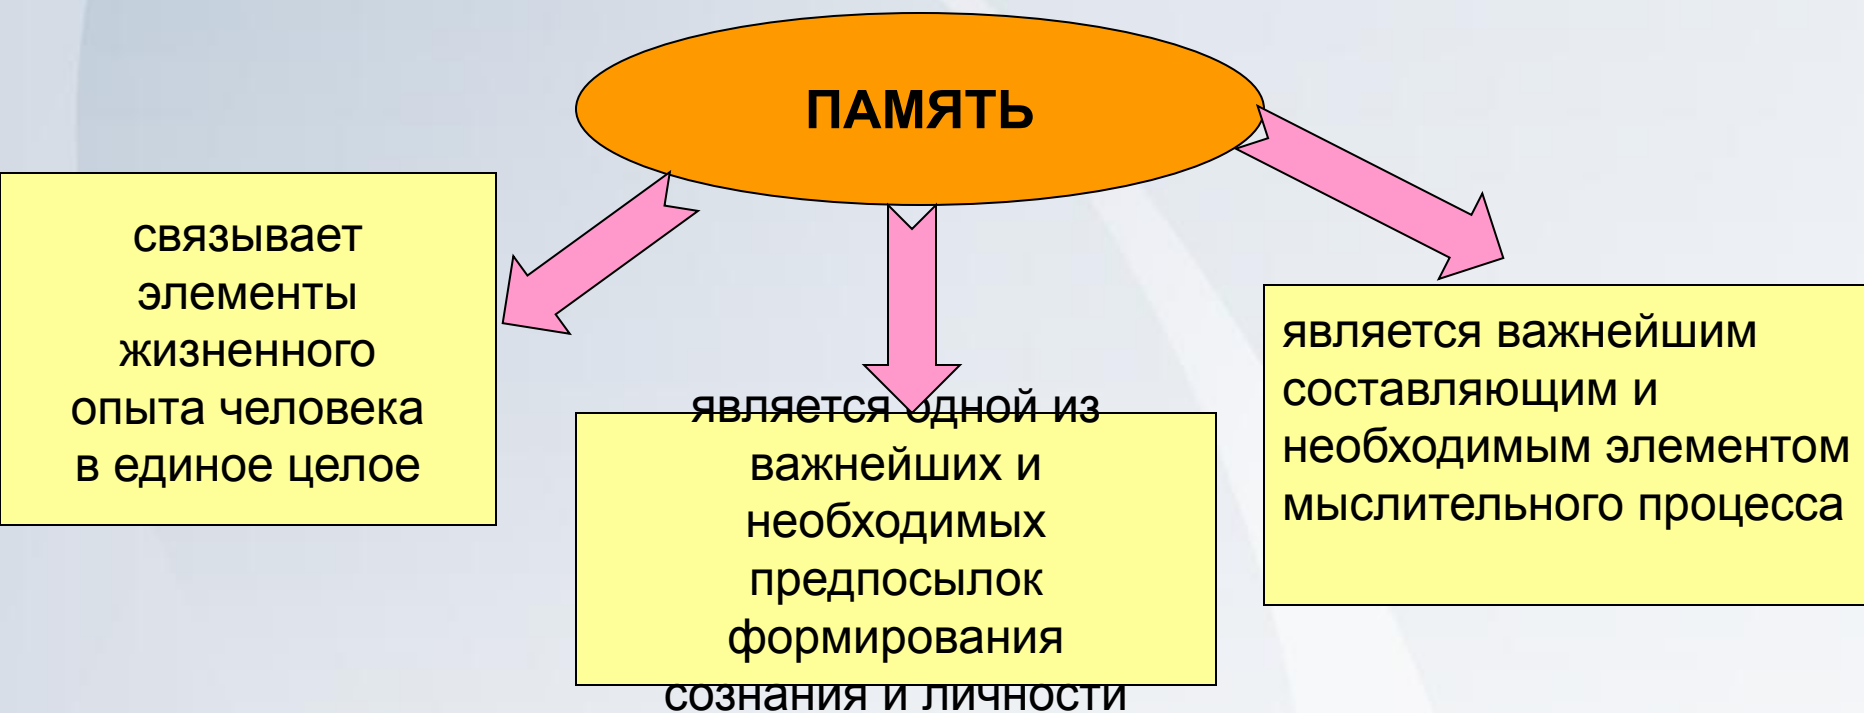 ПАМЯТЬ
связывает
элементы
жизненного
опыта человека
в единое целое
является одной из
важнейших и
необходимых
предпосылок
формирования
сознания и личности
является важнейшим
составляющим и
необходимым элементом
мыслительного процесса